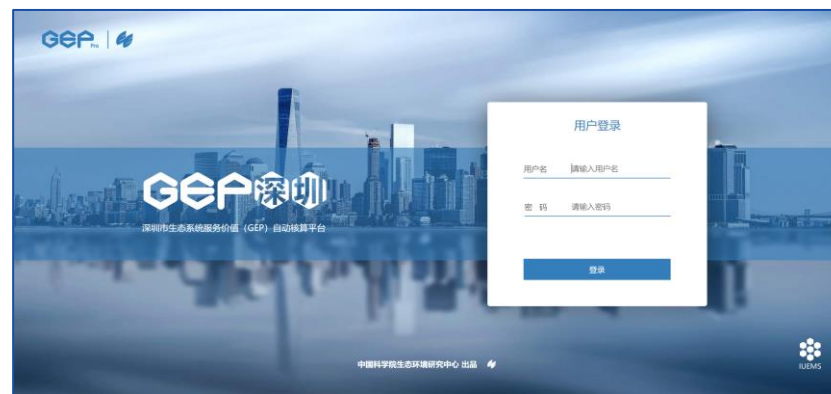 GEP Pro
用户登录
用户名 请输入用户名
GEP深圳
密 码 请输入密码
深圳市生态系统服务价值（GEP）自动核算平台
登录
中国科学院生态环境研究中心 出品
IUEMS